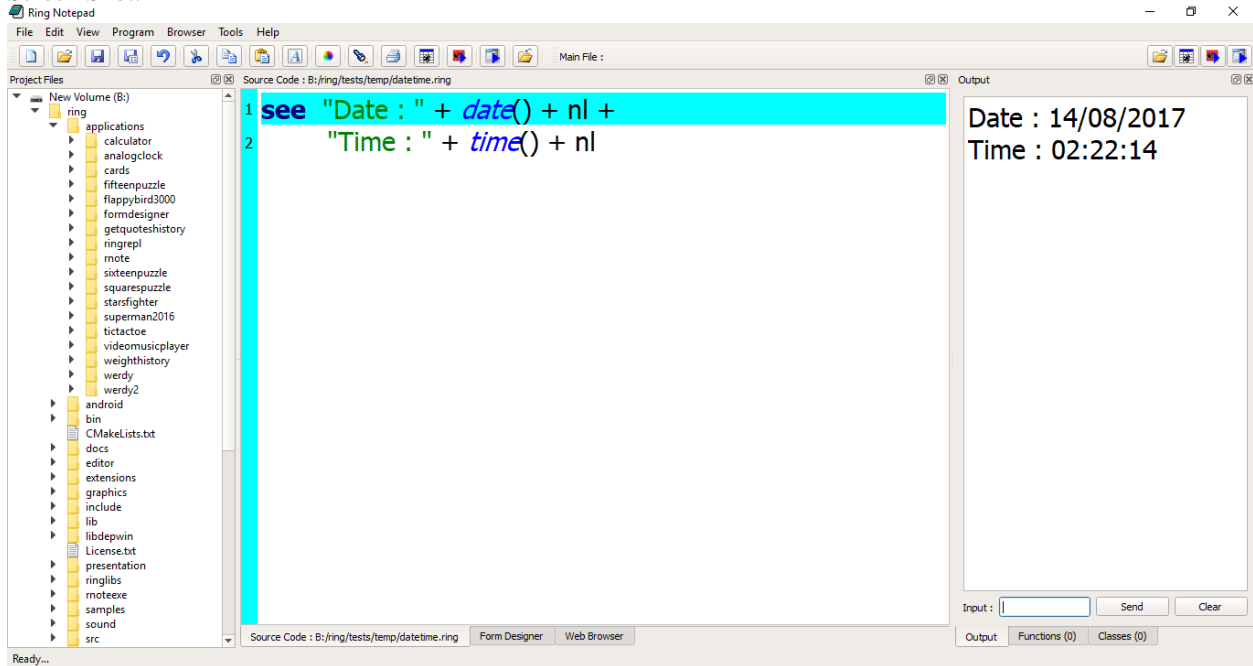 Ring Notepad
File Edit View Program Browser Tools Help
Main File :
Project Files
Source Code : B:/ring/tests/temp/datetime.ring
Output
New Volume (B:)
ring
applications
calculator
analogclock
cards
fifteenpuzzle
flappybird3000
formdesigner
getquoteshistory
ringrepl
rnote
sixteenpuzzle
squarespuzzle
starsfighter
superman2016
tictactoe
videomusicplayer
weighthistory
werdy
werdy2
android
bin
CMakeLists.txt
docs
editor
extensions
graphics
include
lib
libdepwin
License.txt
presentation
ringlibs
rnoteexe
samples
sound
src
1 see "Date : " + date() + nl +
2 "Time : " + time() + nl
Date : 14/08/2017
Time : 02:22:14
Input : Send Clear
Source Code : B:/ring/tests/temp/datetime.ring Form Designer Web Browser
Output Functions (0) Classes (0)
Ready...